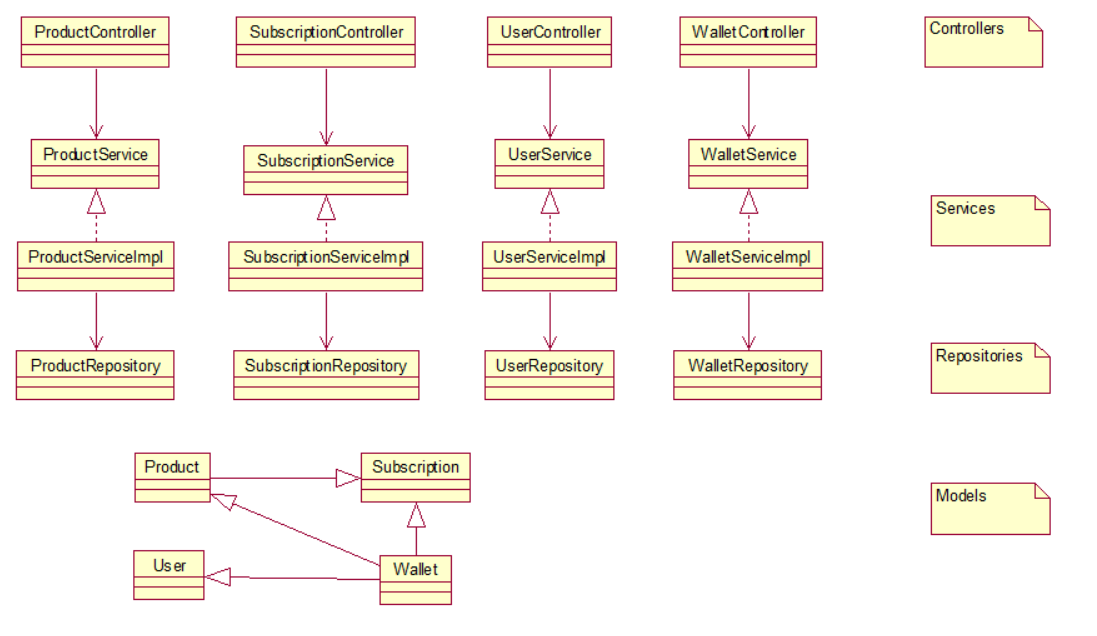 ProductController
SubscriptionController
UserController
WalletController
Controllers
ProductService
SubscriptionService
UserService
WalletService
Services
ProductServiceImpl
SubscriptionServiceImpl
UserServiceImpl
WalletServiceImpl
Repositories
ProductRepository
SubscriptionRepository
UserRepository
WalletRepository
Product
Subscription
Models
User
Wallet